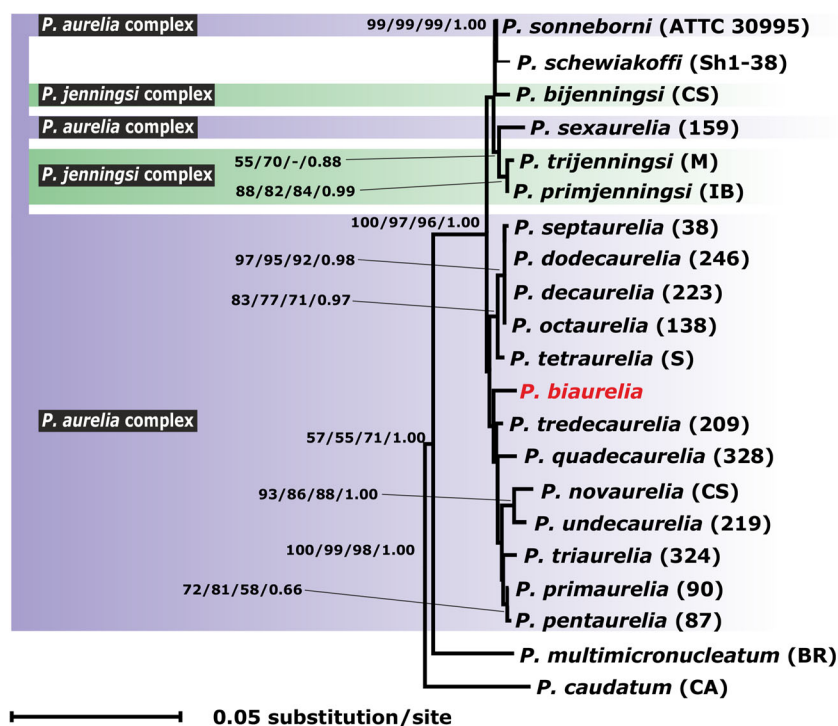 P. aurelia complex
99/99/99/1.00
P. sonneborni (ATTC 30995)
P. schewiakoffi (Sh1-38)
P. jenningsi complex
P. bijenningsi (CS)
P. aurelia complex
P. sexaurelia (159)
55/70/-/0.88
P. trijenningsi (M)
P. jenningsi complex
88/82/84/0.99
P. primjenningsi (IB)
100/97/96/1.00
P. septaurelia (38)
97/95/92/0.98
P. dodecaurelia (246)
83/77/71/0.97
P. decaurelia (223)
P. octaurelia (138)
P. tetraurelia (S)
P. biaurelia
P. aurelia complex
P. tredecaurelia (209)
57/55/71/1.00
P. quadecaurelia (328)
93/86/88/1.00
P. novaurelia (CS)
P. undecaurelia (219)
100/99/98/1.00
P. triaurelia (324)
72/81/58/0.66
P. primaurelia (90)
P. pentaurelia (87)
P. multimicronucleatum (BR)
P. caudatum (CA)
0.05 substitution/site